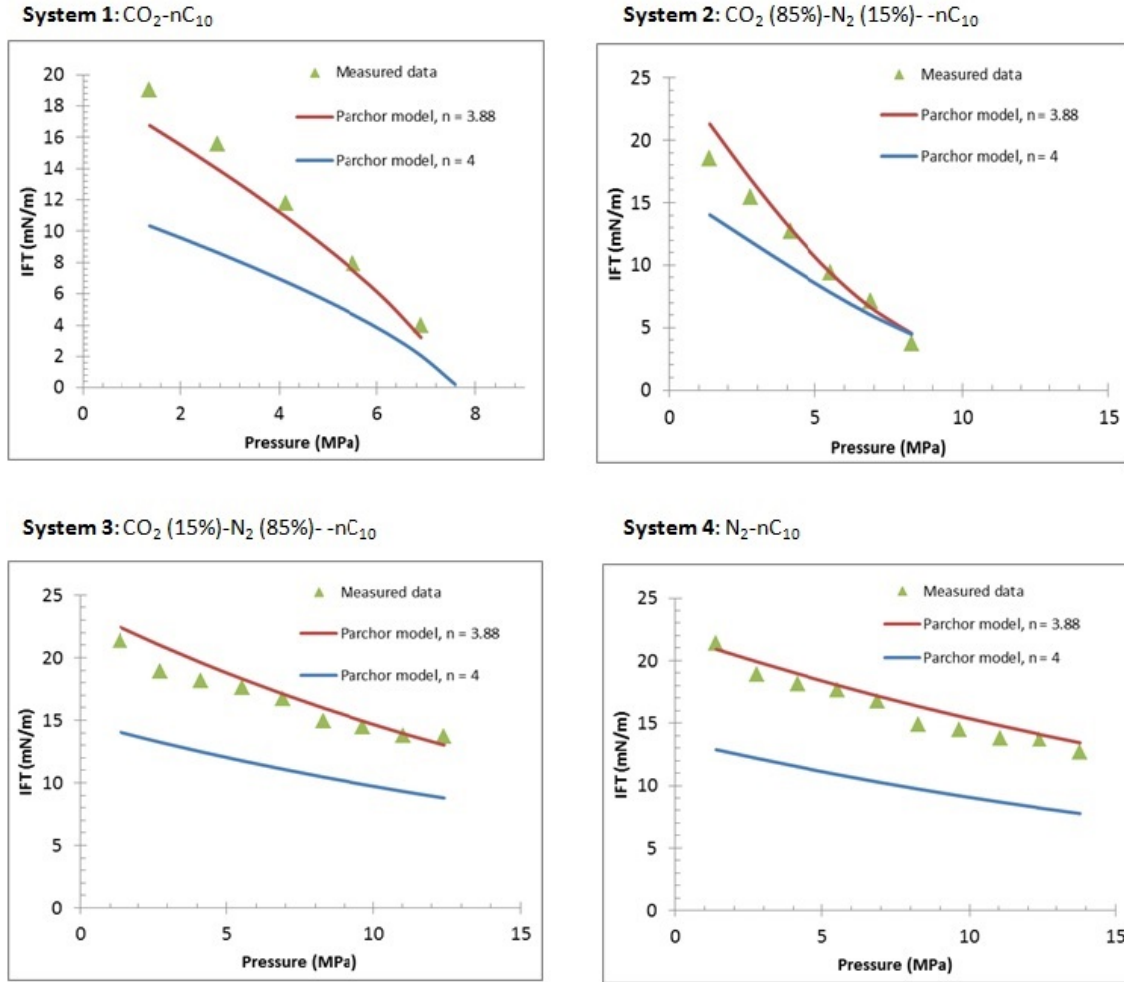 System 1: CO₂-nC₁₀
20
18
16
14
12
10
8
6
4
2
0
IFT (mN/m)
Measured data
Parchor model, n = 3.88
Parchor model, n = 4
0 2 4 6 8
Pressure (MPa)
System 2: CO₂ (85%)-N₂ (15%)- -nC₁₀
25
20
15
10
5
0
IFT (mN/m)
Measured data
Parchor model, n = 3.88
Parchor model, n = 4
0 5 10 15
Pressure (MPa)
System 3: CO₂ (15%)-N₂ (85%)- -nC₁₀
25
20
15
10
5
0
IFT (mN/m)
Measured data
Parchor model, n = 3.88
Parchor model, n = 4
0 5 10 15
Pressure (MPa)
System 4: N₂-nC₁₀
25
20
15
10
5
0
IFT (mN/m)
Measured data
Parchor model, n = 3.88
Parchor model, n = 4
0 5 10 15
Pressure (MPa)